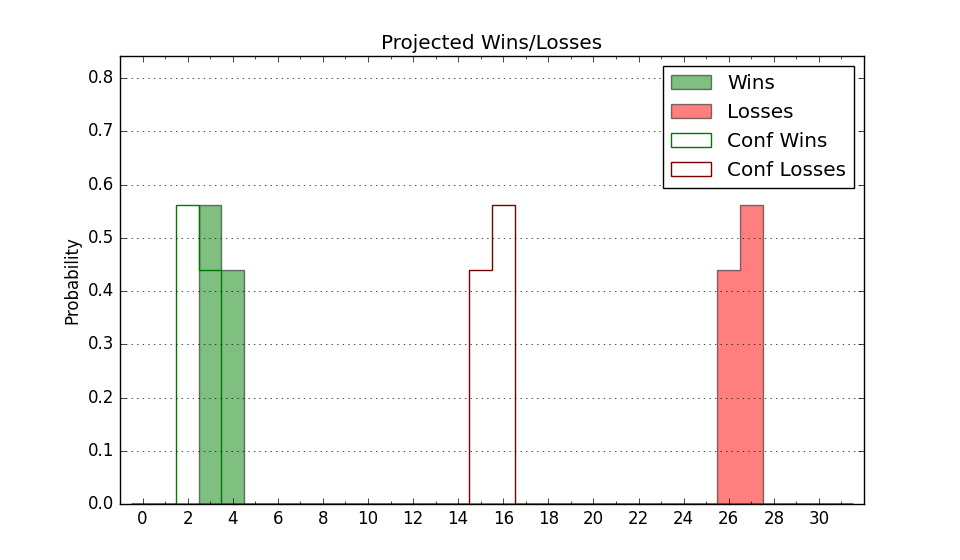 Projected Wins/Losses
0.8
0.7
0.6
0.5
0.4
0.3
0.2
0.1
0.0
Probability
Wins
Losses
Conf Wins
Conf Losses
0 2 4 6 8 10 12 14 16 18 20 22 24 26 28 30